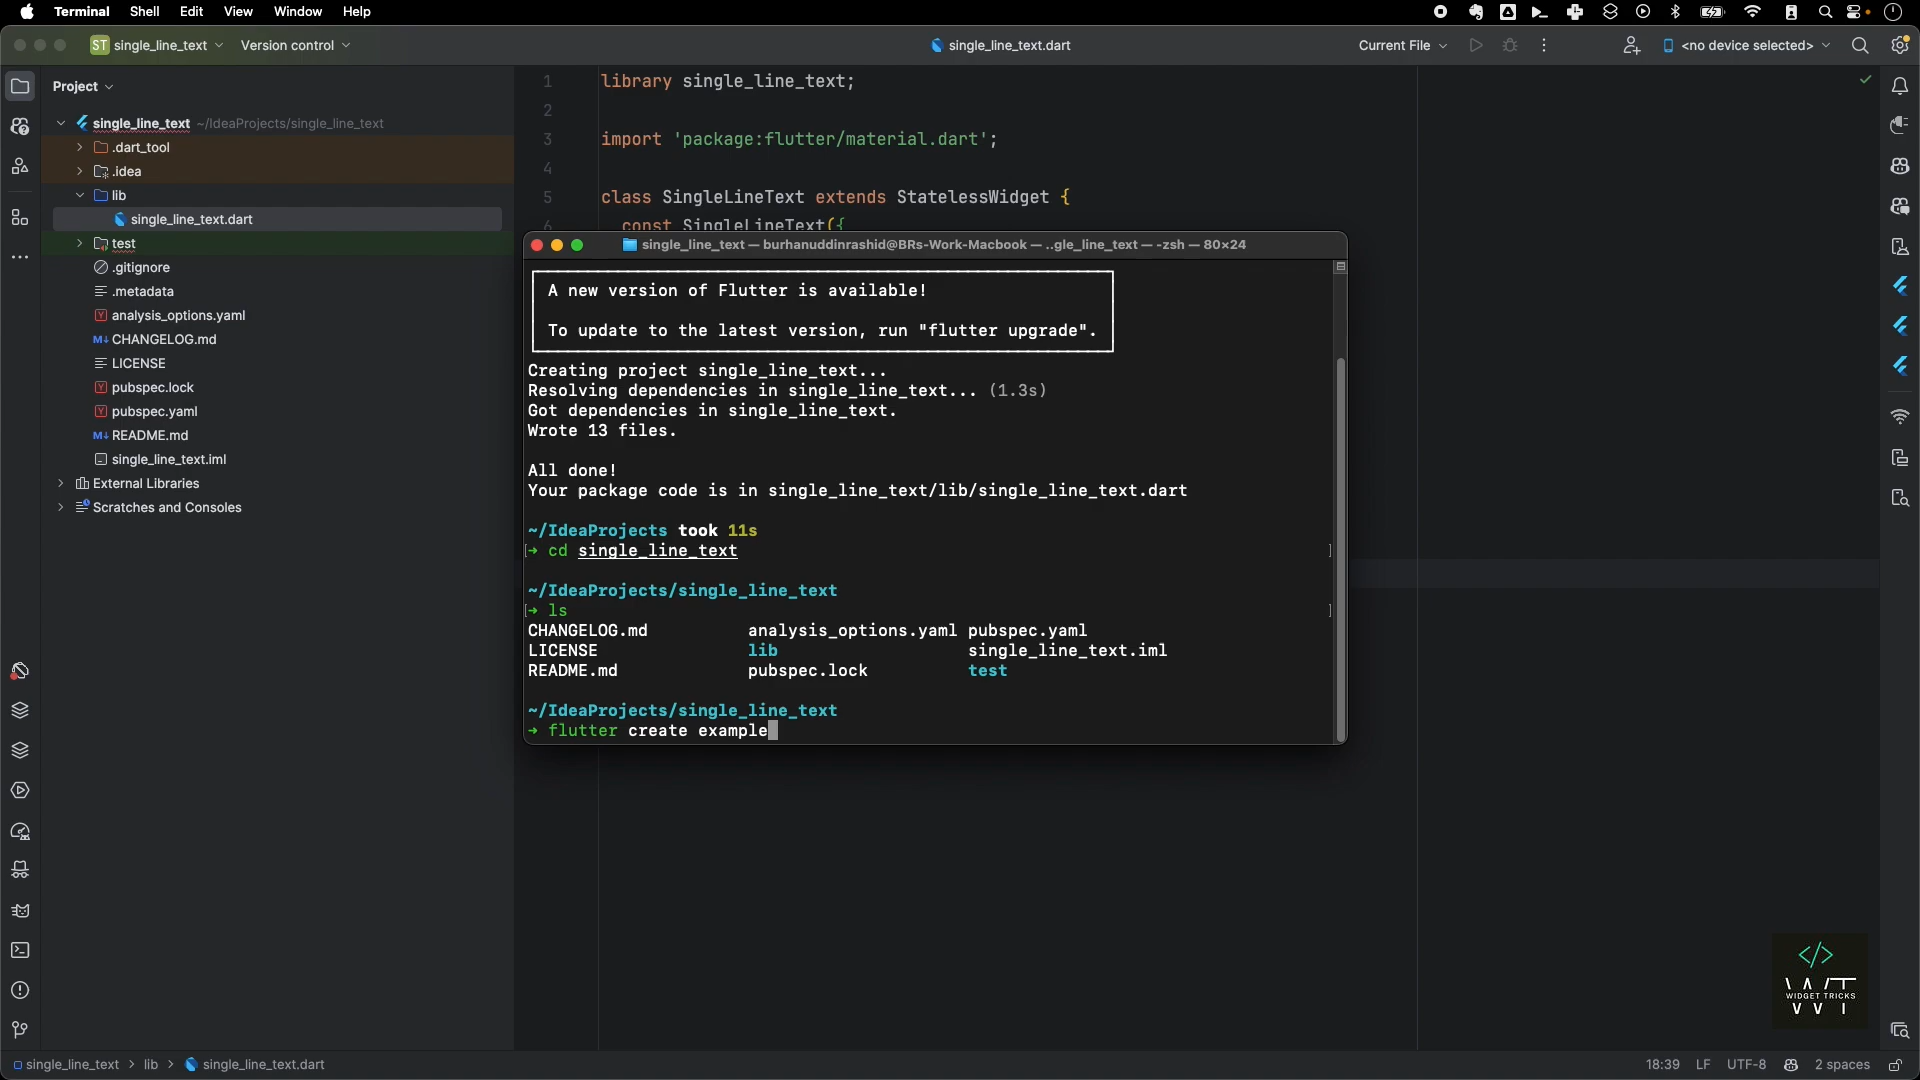 Terminal Shell Edit View Window Help
ST single_line_text Version control
single_line_text.dart
Current File
<no device selected>
Project
single_line_text ~/IdeaProjects/single_line_text
.dart_tool
.idea
lib
single_line_text.dart
test
.gitignore
.metadata
analysis_options.yaml
CHANGELOG.md
LICENSE
pubspec.lock
pubspec.yaml
README.md
single_line_text.iml
External Libraries
Scratches and Consoles
1 library single_line_text;
2
3 import 'package:flutter/material.dart';
4
5 class SingleLineText extends StatelessWidget {
6 const SingleLineText({
single_line_text — burhanuddinrashid@BRs-Work-Macbook — ..gle_line_text — -zsh — 80×24
A new version of Flutter is available!
To update to the latest version, run "flutter upgrade".
Creating project single_line_text...
Resolving dependencies in single_line_text... (1.3s)
Got dependencies in single_line_text.
Wrote 13 files.
All done!
Your package code is in single_line_text/lib/single_line_text.dart
~/IdeaProjects took 11s
[→ cd single_line_text ]
~/IdeaProjects/single_line_text
[→ ls ]
CHANGELOG.md analysis_options.yaml pubspec.yaml
LICENSE lib single_line_text.iml
README.md pubspec.lock test
~/IdeaProjects/single_line_text
→ flutter create example
</>
WT
WIDGET TRICKS
single_line_text > lib > single_line_text.dart
18:39 LF UTF-8 2 spaces